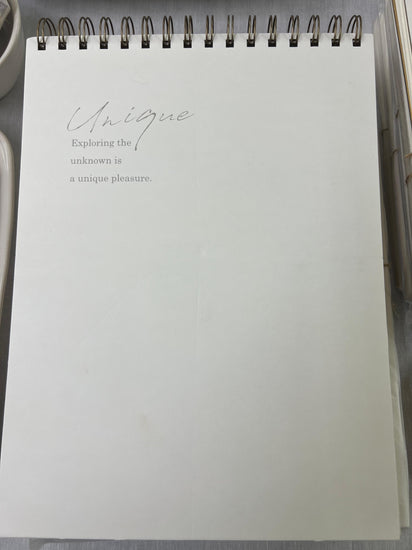 Unique
Exploring the
unknown is
a unique pleasure.